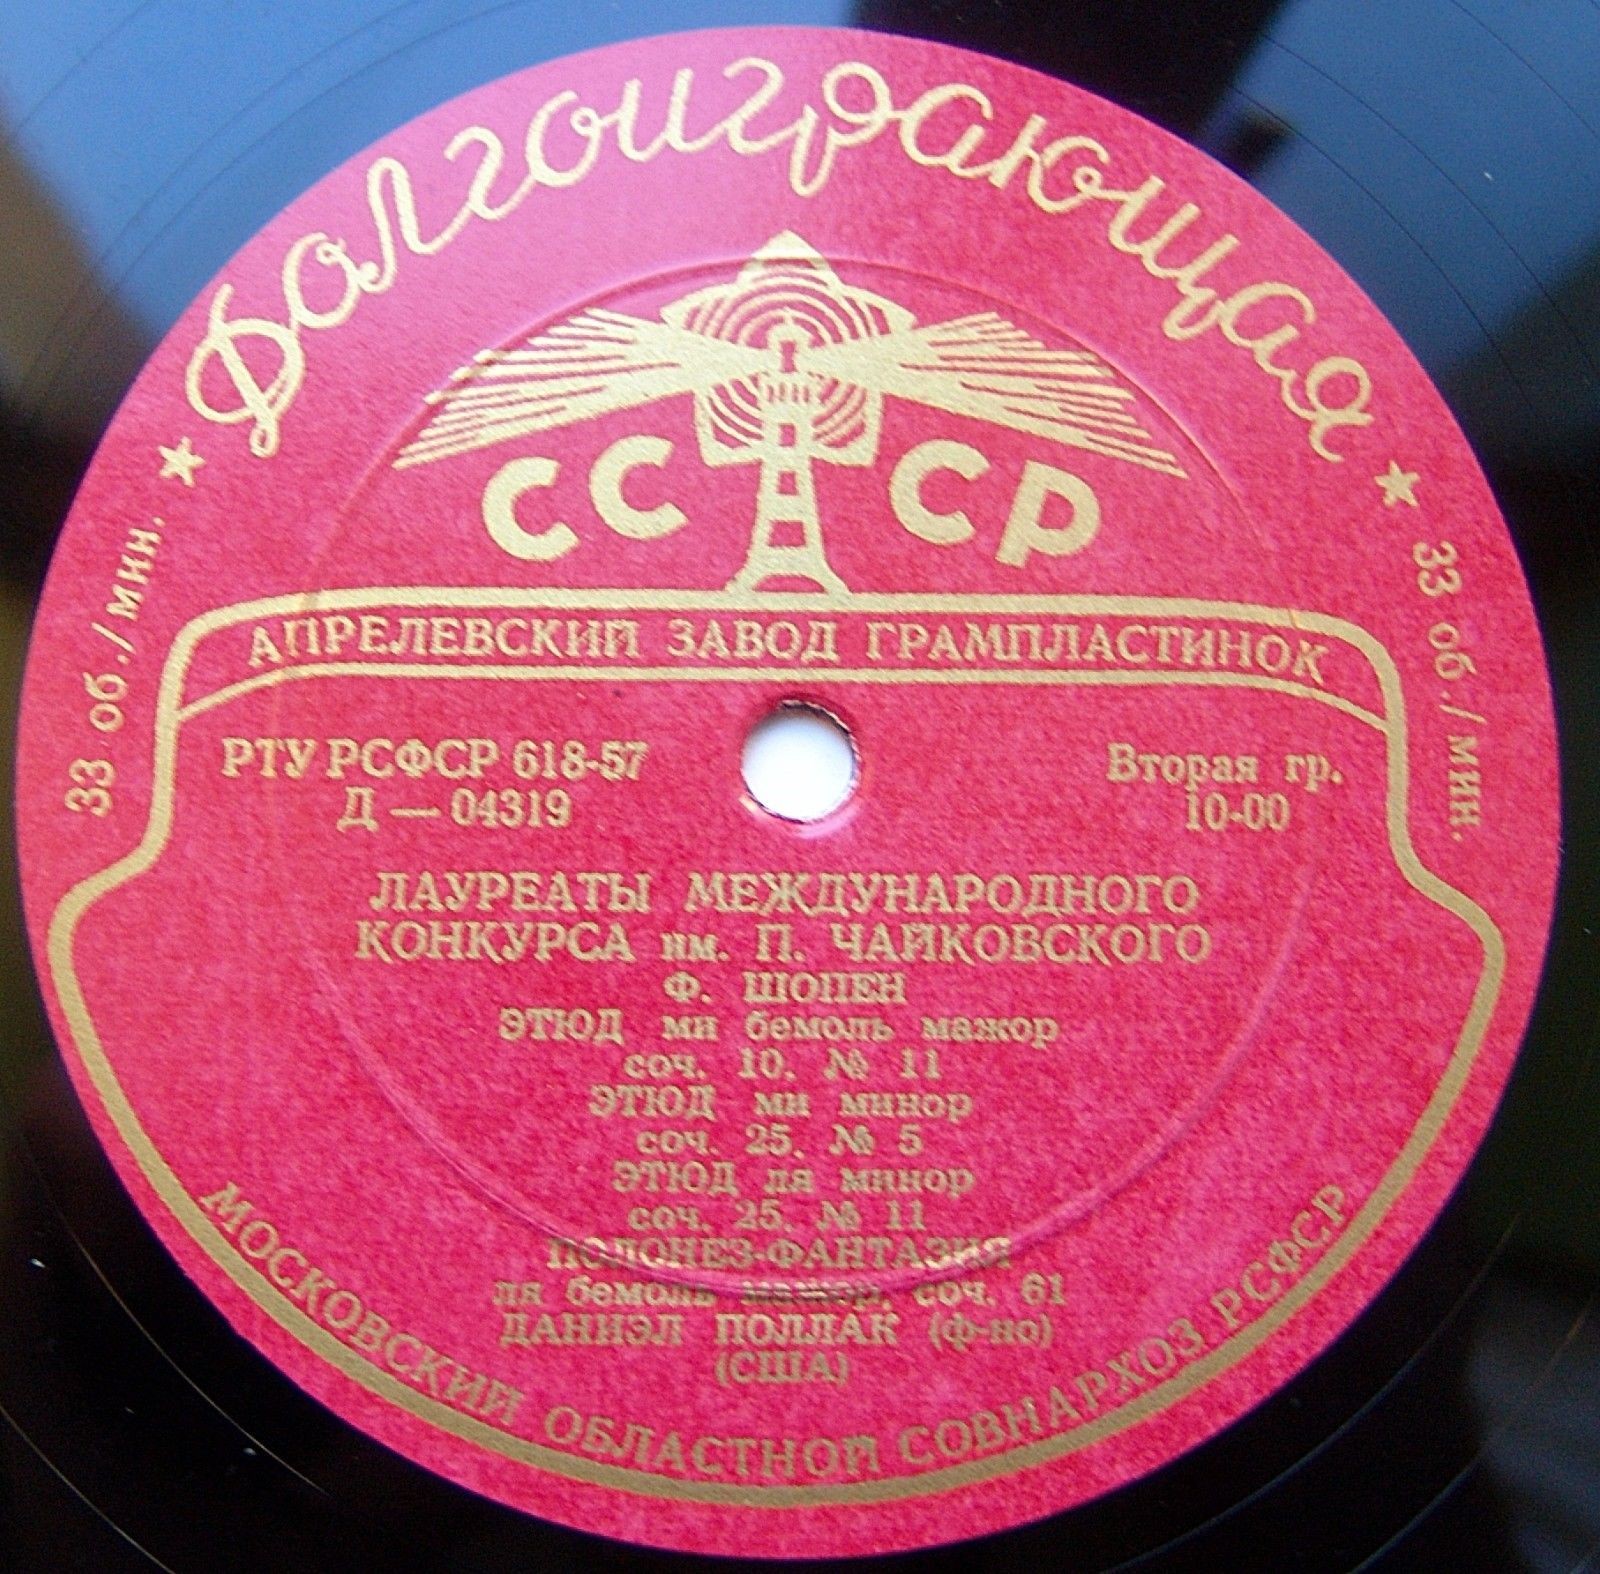 Долгоиграющая
★ 33 об./мин.
★ 33 об./мин.
СССР
АПРЕЛЕВСКИЙ ЗАВОД ГРАМПЛАСТИНОК
РТУ РСФСР 618-57
Вторая гр.
Д — 04319
10-00
ЛАУРЕАТЫ МЕЖДУНАРОДНОГО
КОНКУРСА им. П. ЧАЙКОВСКОГО
Ф. ШОПЕН
ЭТЮД ми бемоль мажор
соч. 10. № 11
ЭТЮД ми минор
соч. 25. № 5
ЭТЮД ля минор
соч. 25. № 11
ПОЛОНЕЗ-ФАНТАЗИЯ
ля бемоль мажор, соч. 61
ДАНИЭЛ ПОЛЛАК (ф-но)
(США)
МОСКОВСКИЙ ОБЛАСТНОЙ СОВНАРХОЗ РСФСР